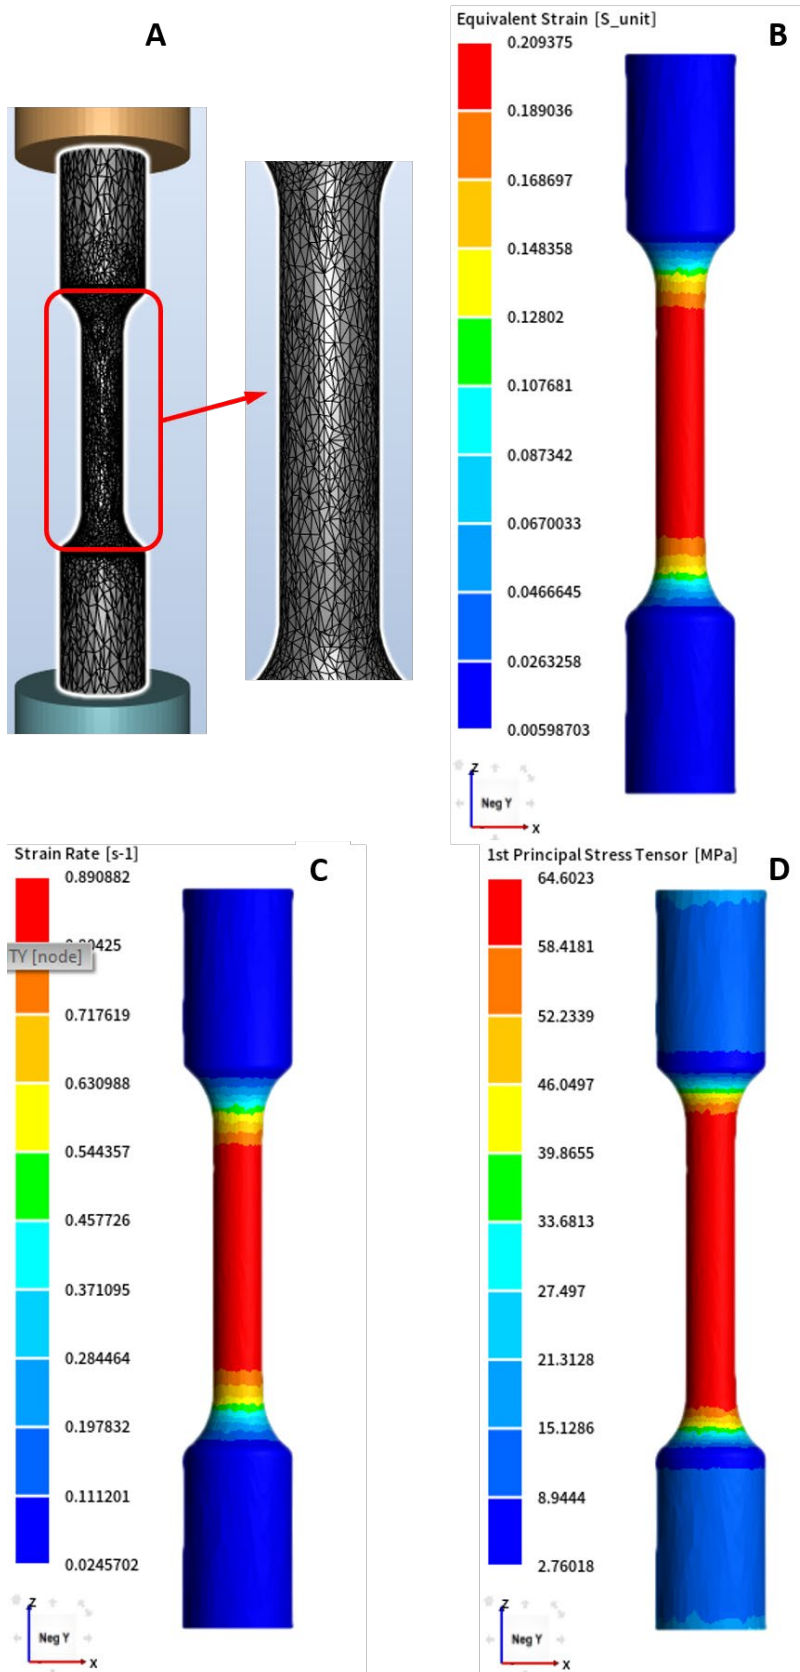 A
Equivalent Strain [S_unit]
B
0.209375
0.189036
0.168697
0.148358
0.12802
0.107681
0.087342
0.0670033
0.0466645
0.0263258
0.00598703
Z
Neg Y
X
Strain Rate [s-1]
C
0.890882
TY [node]
0.717619
0.630988
0.544357
0.457726
0.371095
0.284464
0.197832
0.111201
0.0245702
Z
Neg Y
X
1st Principal Stress Tensor [MPa]
D
64.6023
58.4181
52.2339
46.0497
39.8655
33.6813
27.497
21.3128
15.1286
8.9444
2.76018
Z
Neg Y
X